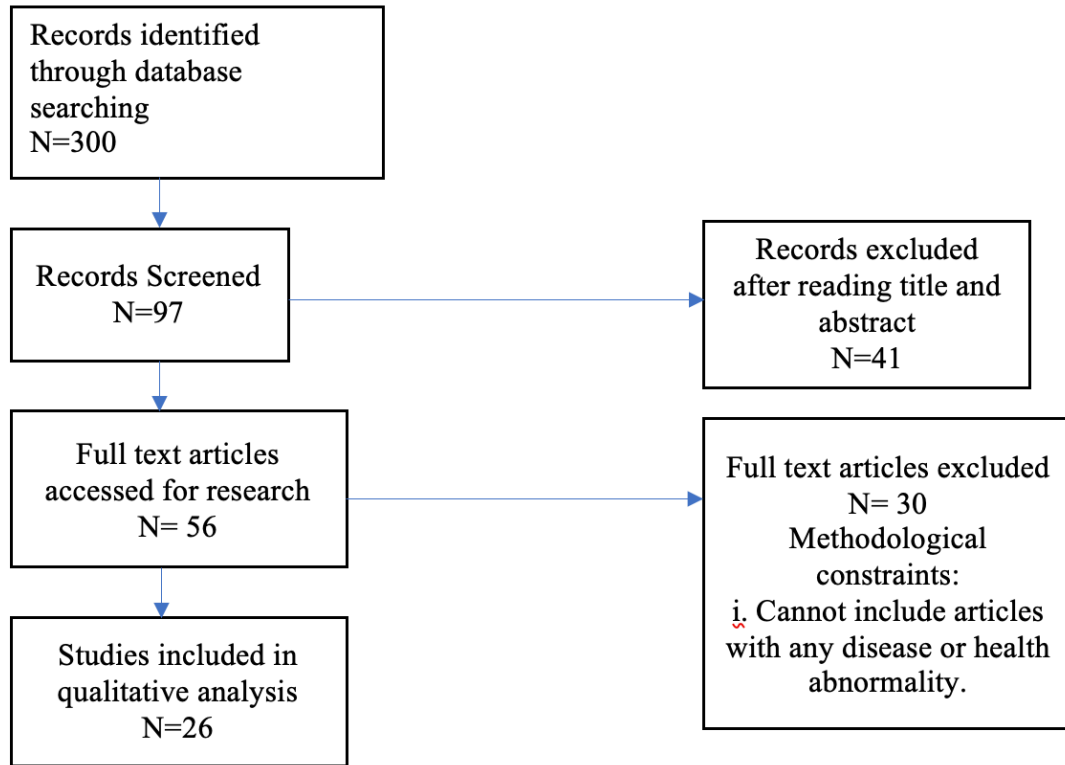 Records identified
through database
searching
N=300
Records Screened
N=97
Records excluded
after reading title and
abstract
N=41
Full text articles
accessed for research
N= 56
Full text articles excluded
N= 30
Methodological
constraints:
i. Cannot include articles
with any disease or health
abnormality.
Studies included in
qualitative analysis
N=26